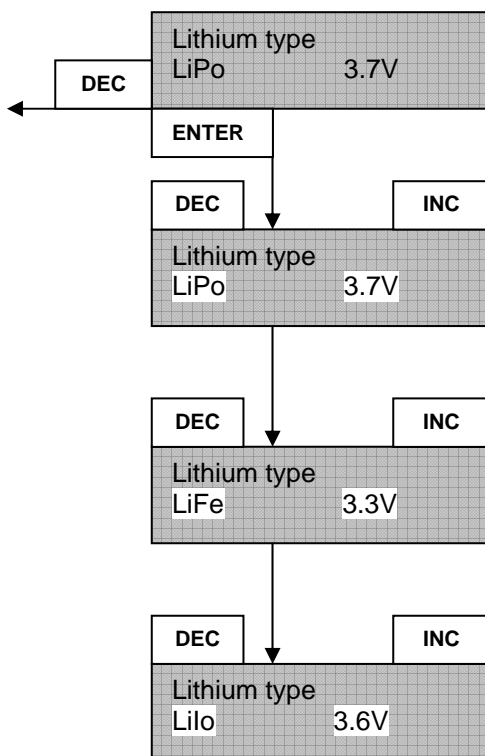 Lithium type
LiPo 3.7V
DEC
ENTER
DEC INC
Lithium type
LiPo 3.7V
DEC INC
Lithium type
LiFe 3.3V
DEC INC
Lithium type
LiIo 3.6V